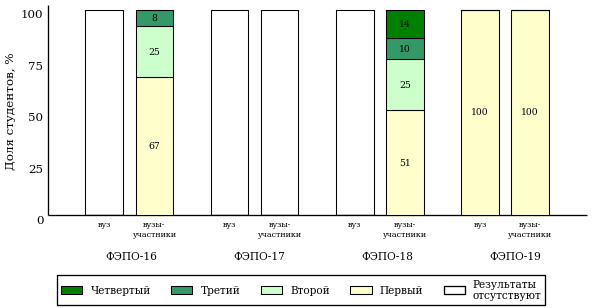 Доля студентов, %
100
75
50
25
0
8
25
67
14
10
25
51
100
100
вуз
вузы-
участники
вуз
вузы-
участники
вуз
вузы-
участники
вуз
вузы-
участники
ФЭПО-16
ФЭПО-17
ФЭПО-18
ФЭПО-19
Четвертый
Третий
Второй
Первый
Результаты
отсутствуют